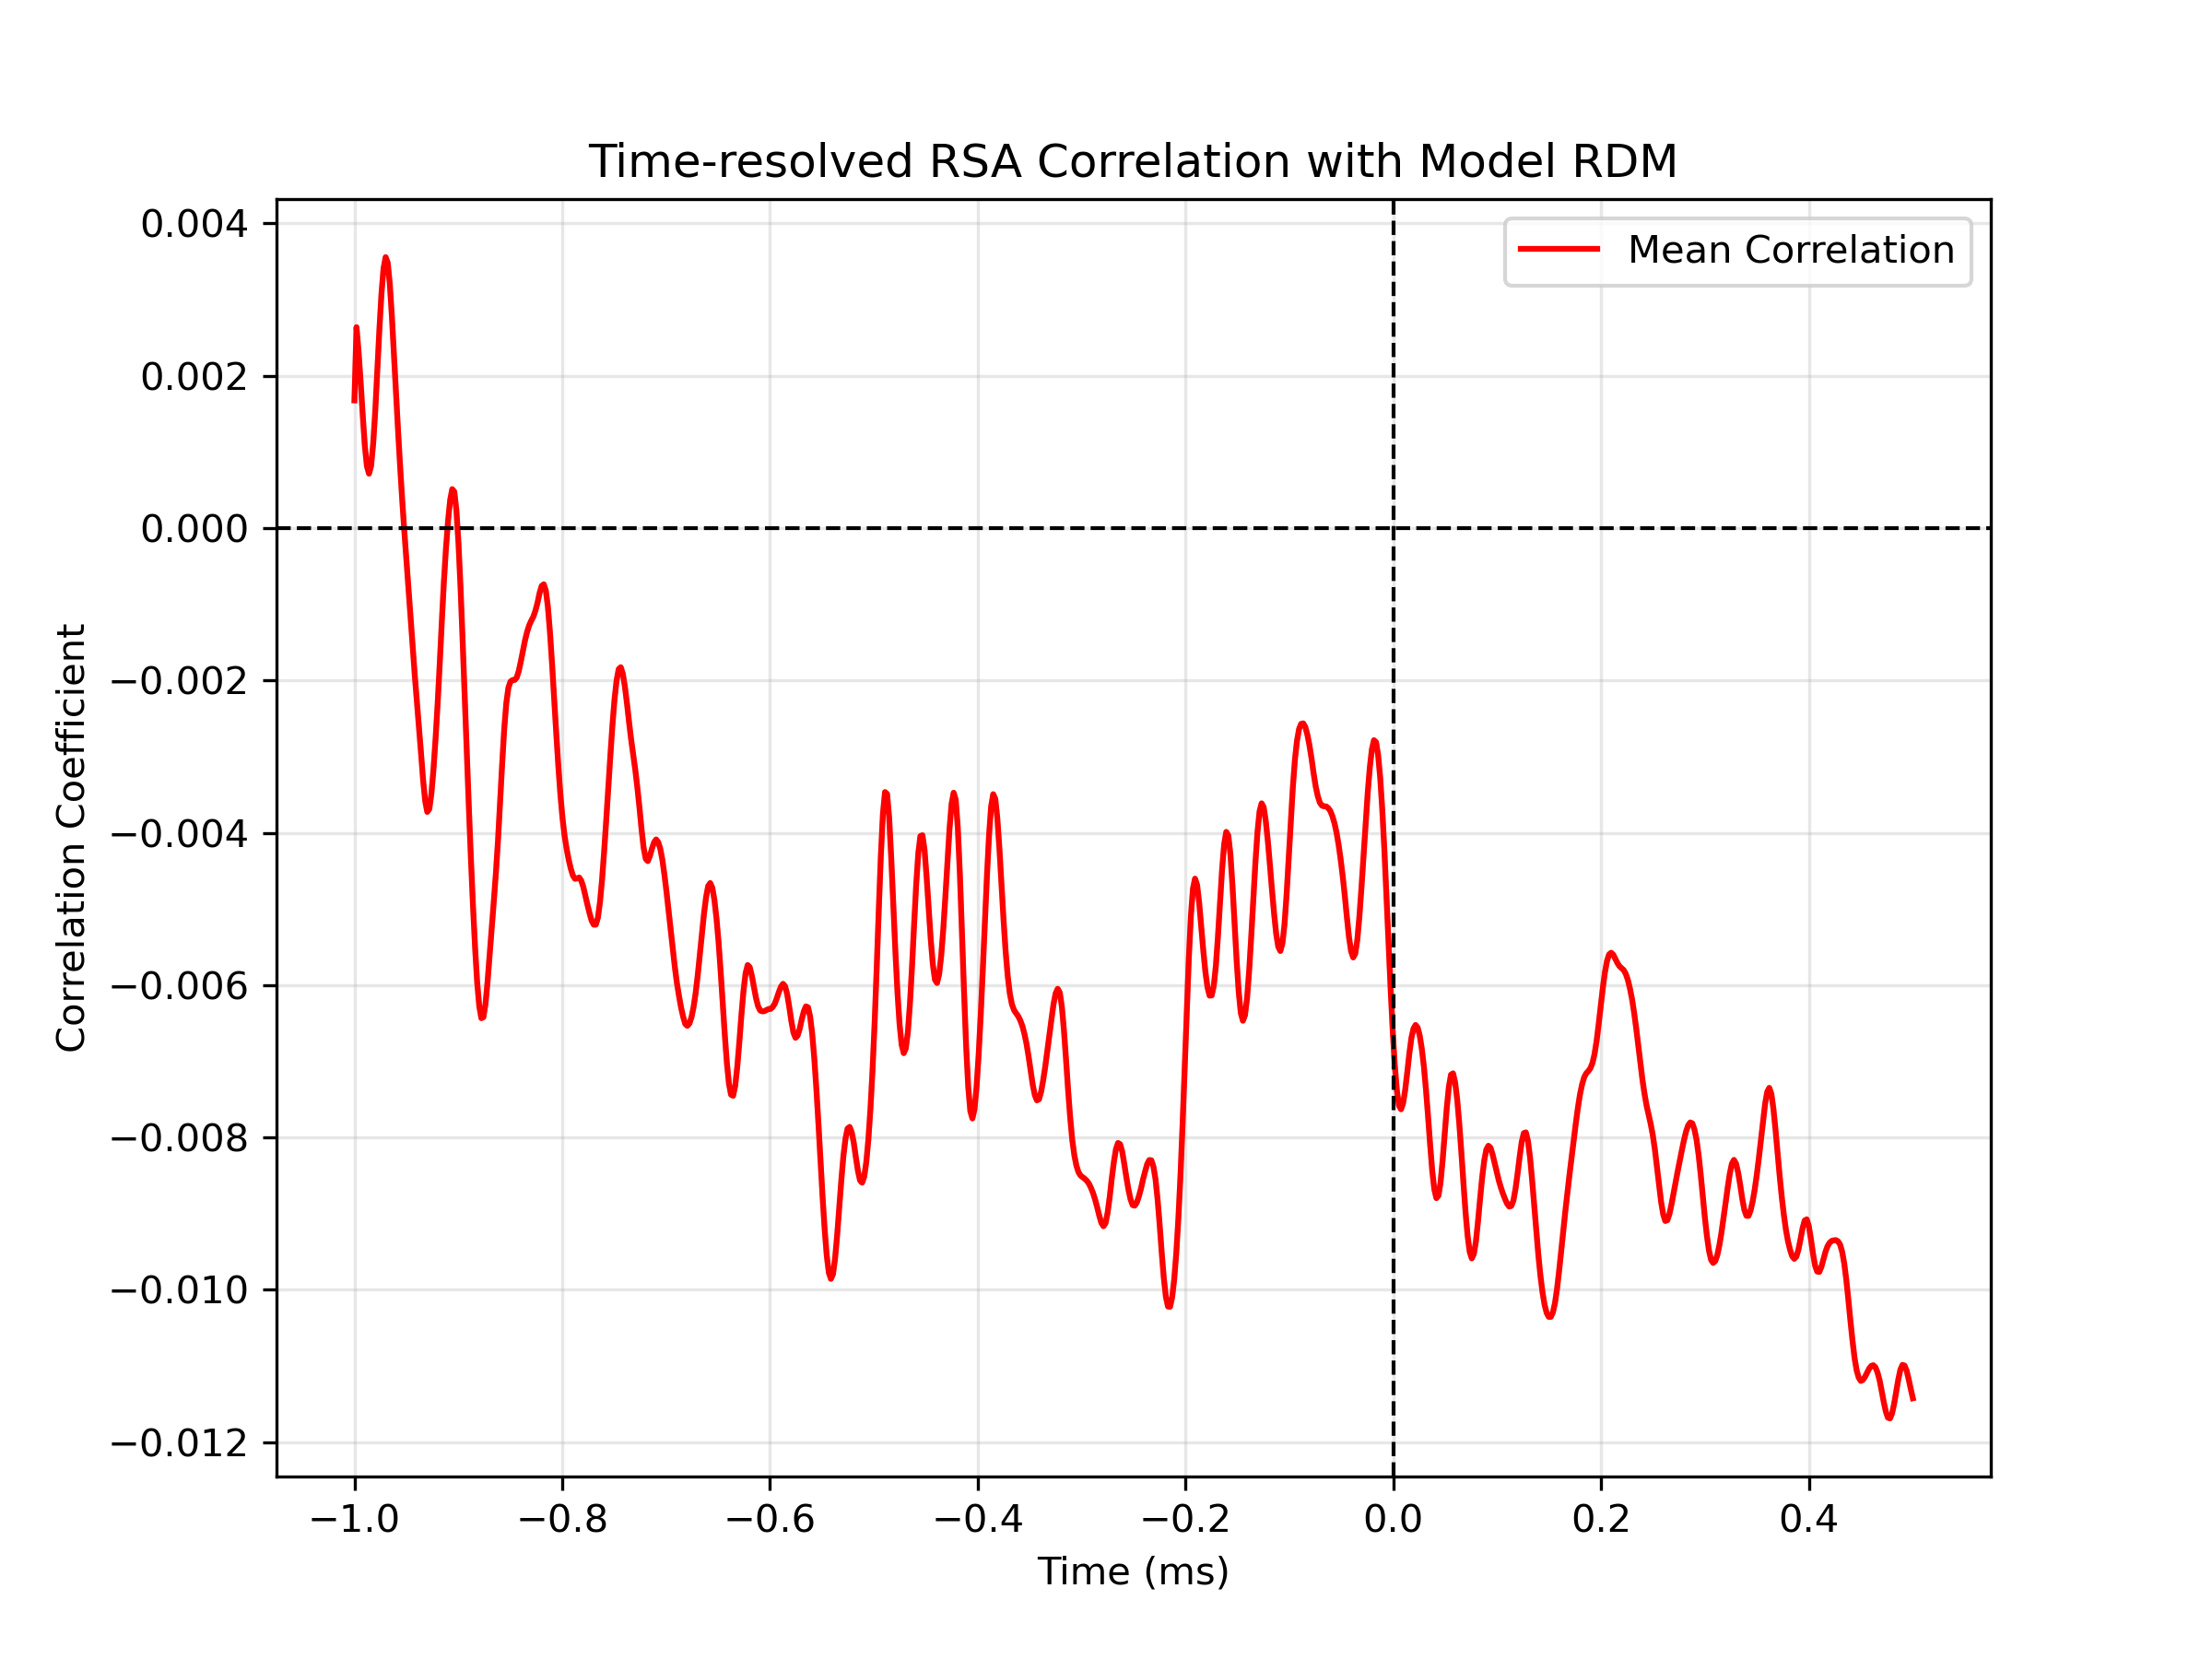 Time-resolved RSA Correlation with Model RDM
Mean Correlation
Correlation Coefficient
0.004
0.002
0.000
−0.002
−0.004
−0.006
−0.008
−0.010
−0.012
−1.0 −0.8 −0.6 −0.4 −0.2 0.0 0.2 0.4
Time (ms)